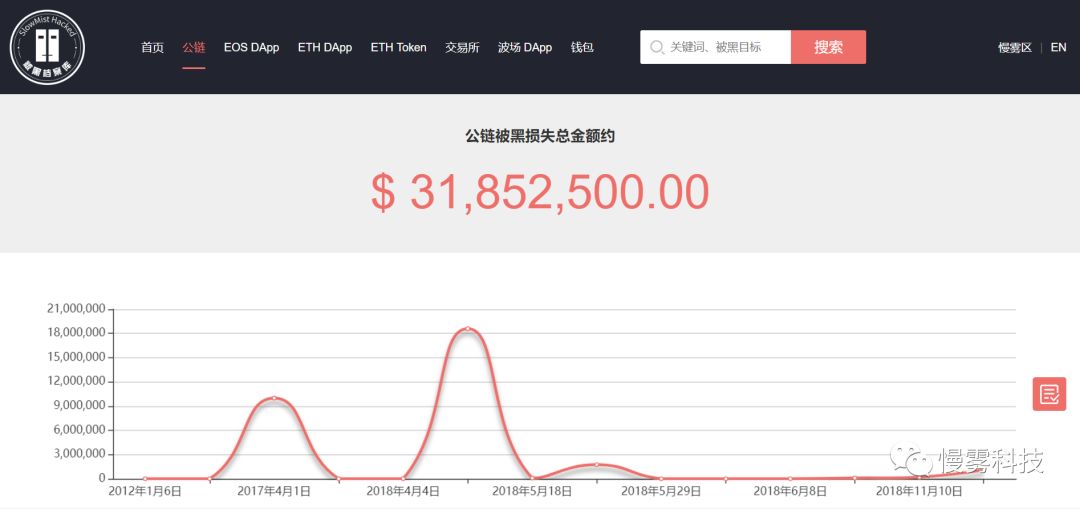 SlowMist Hacked
被黑档案库
首页 公链 EOS DApp ETH DApp ETH Token 交易所 波场 DApp 钱包
关键词、被黑目标 搜索
慢雾区 | EN
公链被黑损失总金额约
$ 31,852,500.00
21,000,000
18,000,000
15,000,000
12,000,000
9,000,000
6,000,000
3,000,000
0
2012年1月6日 2017年4月1日 2018年4月4日 2018年5月18日 2018年5月29日 2018年6月8日 2018年11月10日
慢雾科技